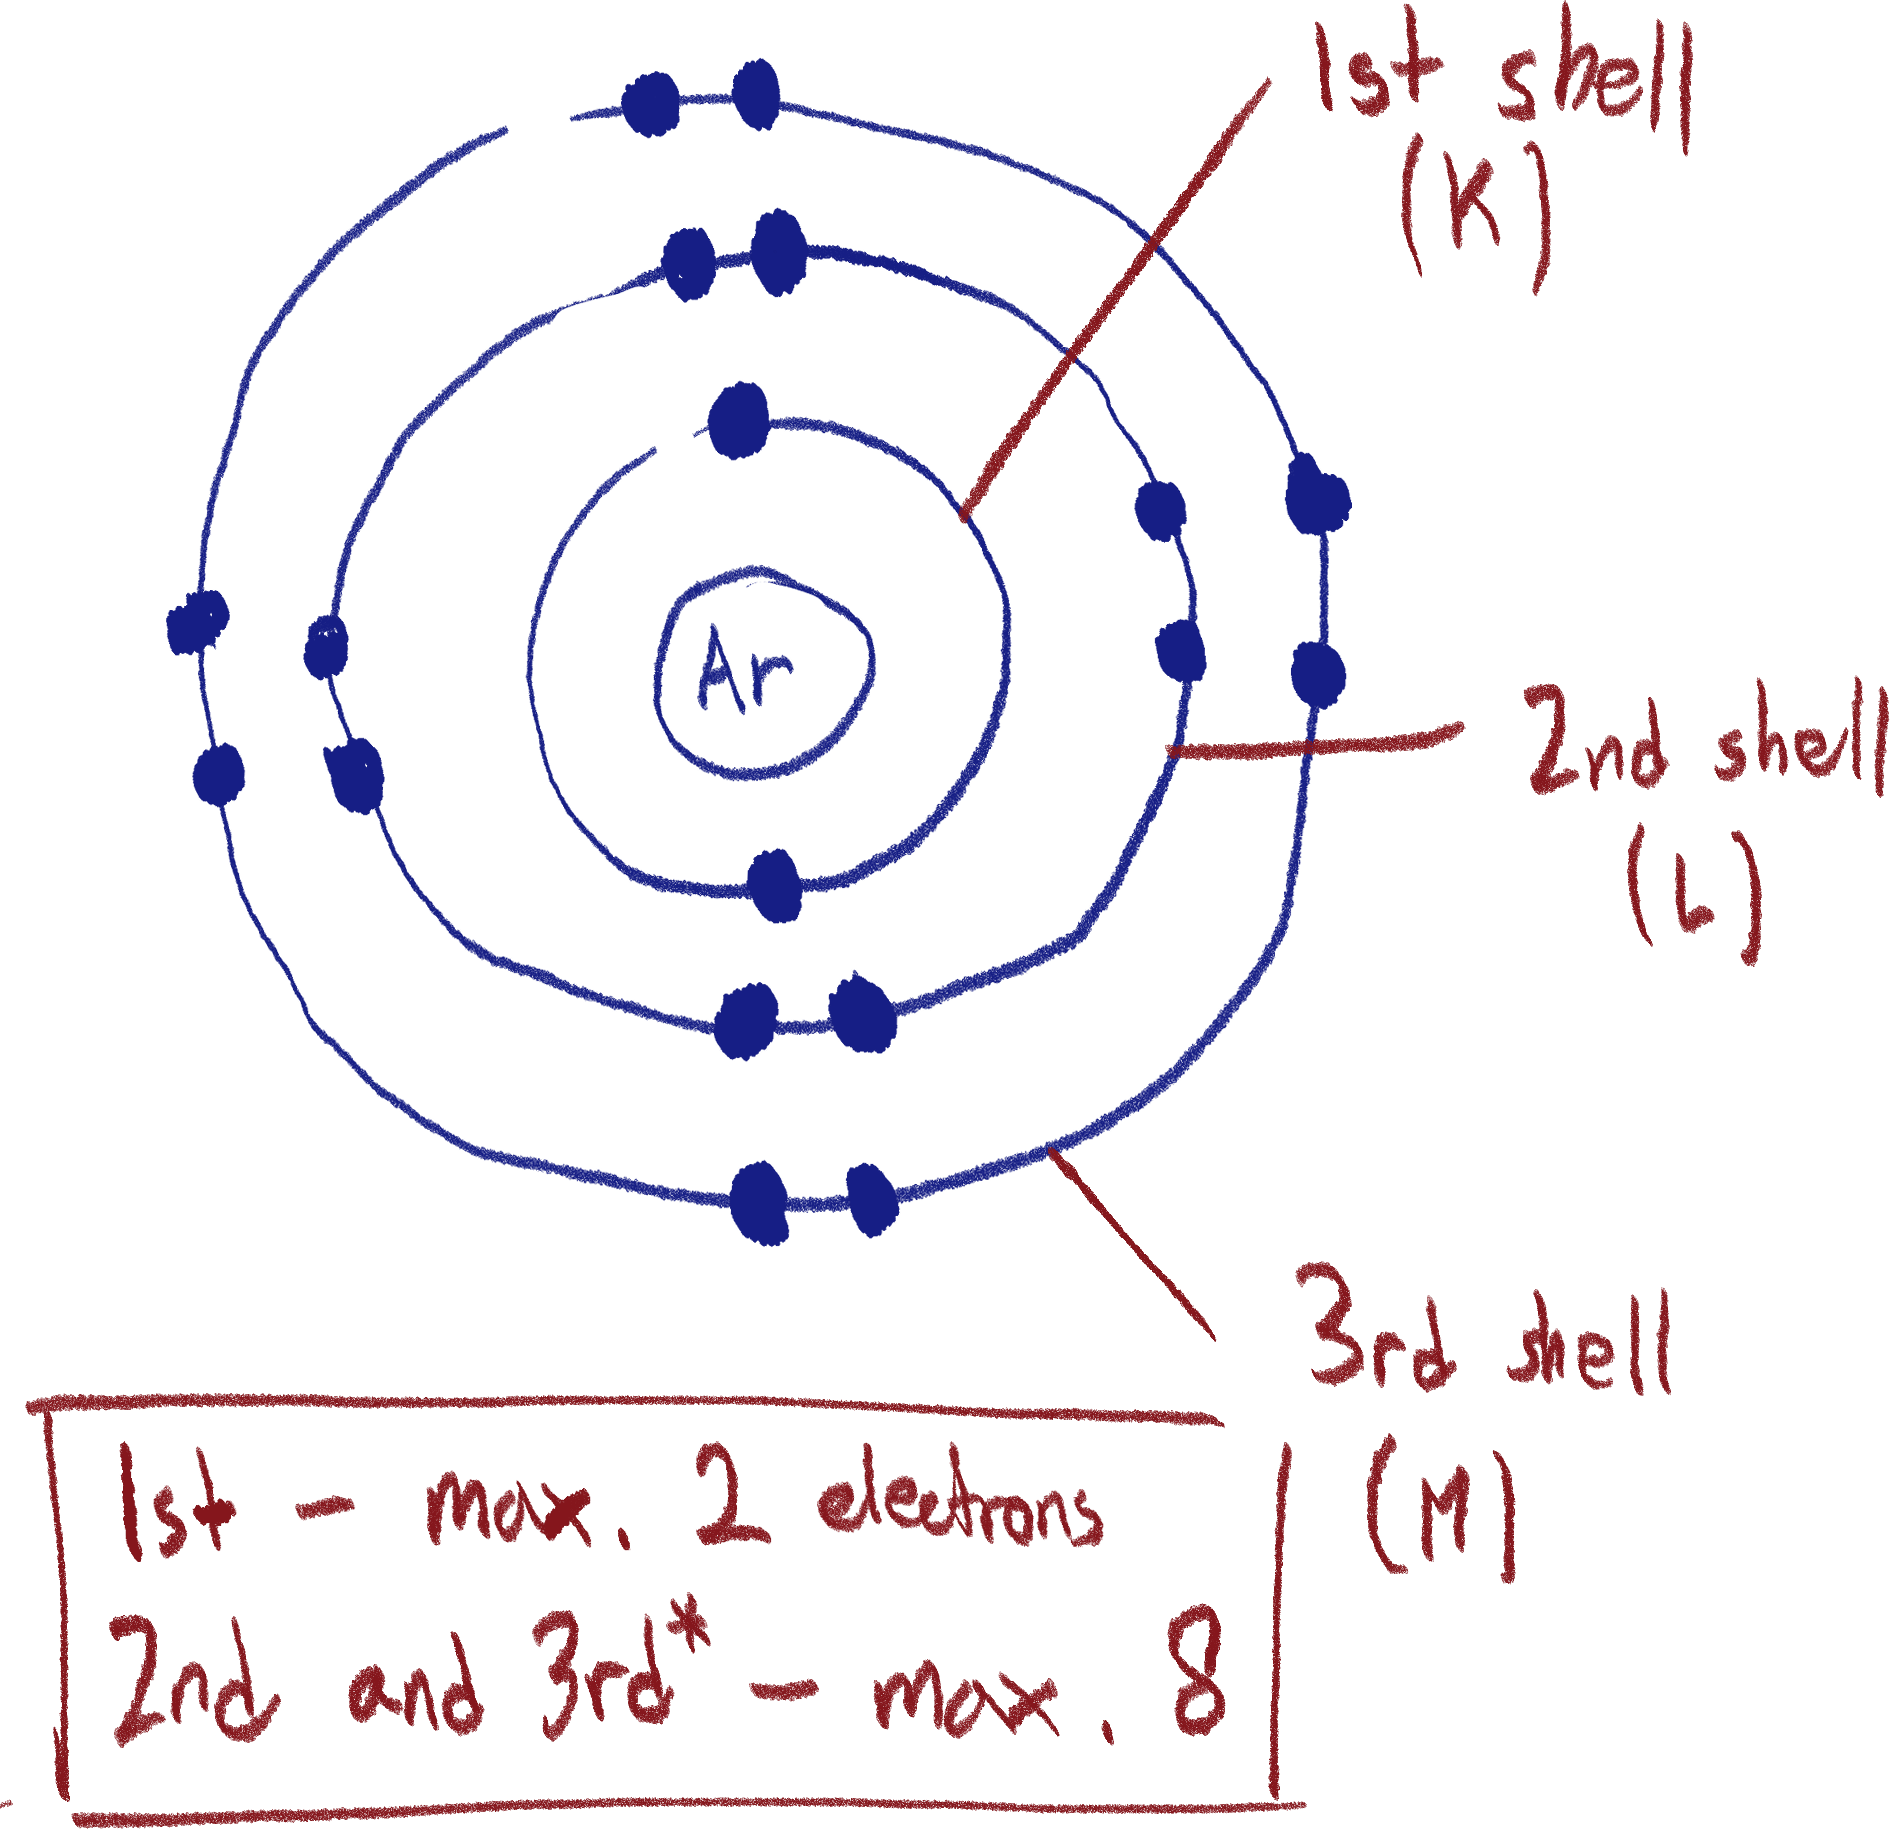 1st shell
(K)
Ar
2nd shell
(L)
3rd shell
(M)
1st - max. 2 electrons
2nd and 3rd* - max. 8